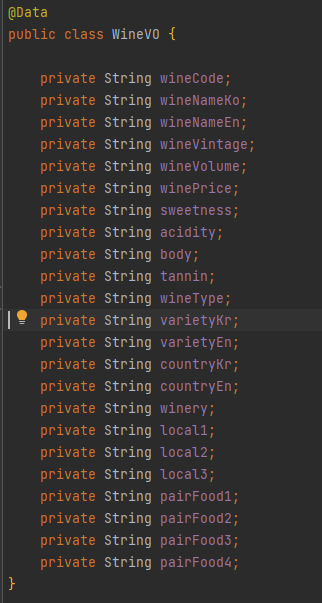 @Data
public class WineVO {
private String wineCode;
private String wineNameKo;
private String wineNameEn;
private String wineVintage;
private String wineVolume;
private String winePrice;
private String sweetness;
private String acidity;
private String body;
private String tannin;
private String wineType;
private String varietyKr;
private String varietyEn;
private String countryKr;
private String countryEn;
private String winery;
private String local1;
private String local2;
private String local3;
private String pairFood1;
private String pairFood2;
private String pairFood3;
private String pairFood4;
}